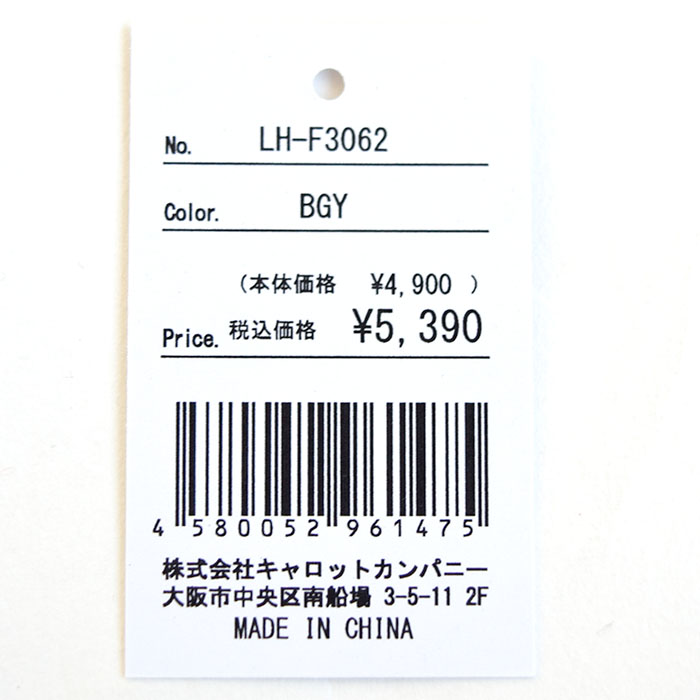 No. LH-F3062
Color. BGY
(本体価格 ¥4,900 )
Price. 税込価格 ¥5,390
4 580052 961475
株式会社キャロットカンパニー
大阪市中央区南船場 3-5-11 2F
MADE IN CHINA